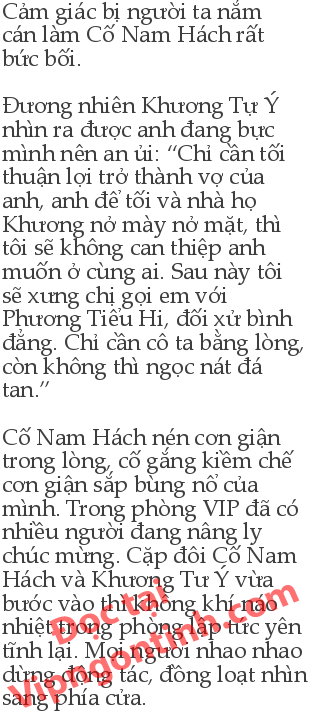 Cảm giác bị người ta nắm
cán làm Cố Nam Hách rất
bức bối.
Đương nhiên Khương Tự Ý
nhìn ra được anh đang bực
mình nên an ủi: “Chỉ cần tối
thuận lợi trở thành vợ của
anh, anh để tối và nhà họ
Khương nở mày nở mặt, thì
tôi sẽ không can thiệp anh
muốn ở cùng ai. Sau này tôi
sẽ xưng chị gọi em với
Phương Tiểu Hi, đối xử bình
đẳng. Chỉ cần cô ta bằng lòng,
còn không thì ngọc nát đá
tan.”
Cố Nam Hách nén cơn giận
trong lòng, cố gắng kiềm chế
cơn giận sắp bùng nổ của
mình. Trong phòng VIP đã có
nhiều người đang nâng ly
chúc mừng. Cặp đôi Cố Nam
Hách và Khương Tư Ý vừa
bước vào thì không khí náo
nhiệt trong phòng lập tức yên
tĩnh lại. Mọi người nhao nhao
dừng động tác, đồng loạt nhìn
sang phía cửa.
Đọc tại
Vipngontinh.com